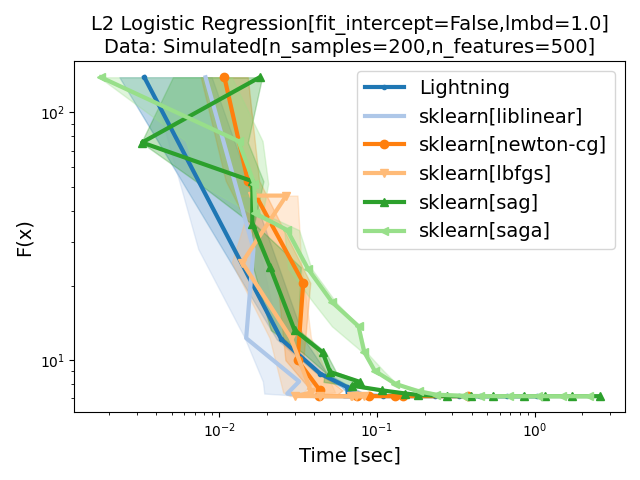 L2 Logistic Regression[fit_intercept=False,lmbd=1.0]
Data: Simulated[n_samples=200,n_features=500]
Lightning
sklearn[liblinear]
sklearn[newton-cg]
sklearn[lbfgs]
sklearn[sag]
sklearn[saga]
F(x)
10²
10¹
10⁻²
10⁻¹
10⁰
Time [sec]